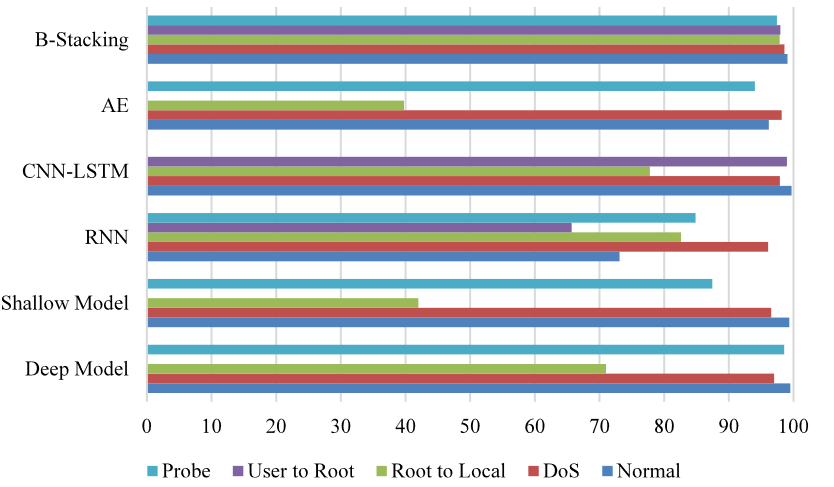 B-Stacking
AE
CNN-LSTM
RNN
Shallow Model
Deep Model
0 10 20 30 40 50 60 70 80 90 100
Probe User to Root Root to Local DoS Normal